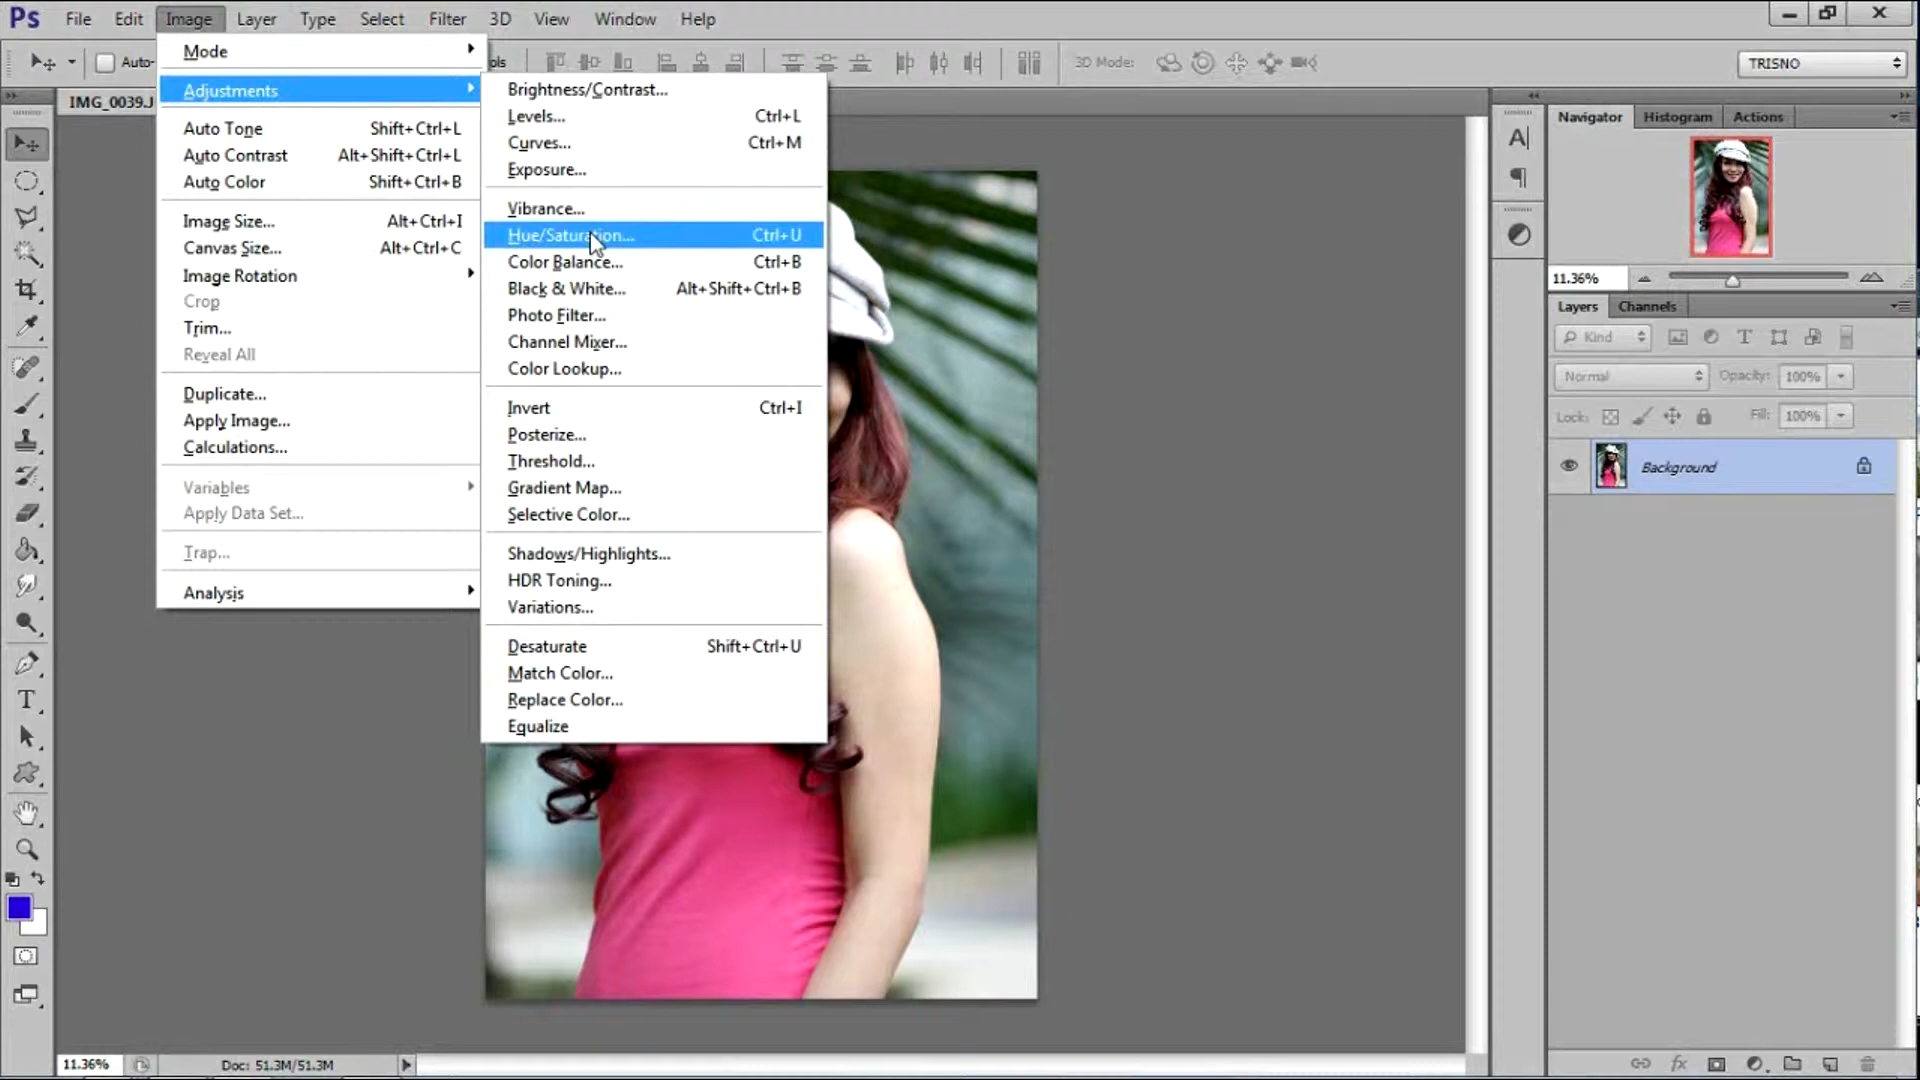 Ps File Edit Image Layer Type Select Filter 3D View Window Help
Auto- ols 3D Mode: TRISNO
IMG_0039.J
Mode
Adjustments
Auto Tone Shift+Ctrl+L
Auto Contrast Alt+Shift+Ctrl+L
Auto Color Shift+Ctrl+B
Image Size... Alt+Ctrl+I
Canvas Size... Alt+Ctrl+C
Image Rotation
Crop
Trim...
Reveal All
Duplicate...
Apply Image...
Calculations...
Variables
Apply Data Set...
Trap...
Analysis
Brightness/Contrast...
Levels... Ctrl+L
Curves... Ctrl+M
Exposure...
Vibrance...
Hue/Saturation... Ctrl+U
Color Balance... Ctrl+B
Black & White... Alt+Shift+Ctrl+B
Photo Filter...
Channel Mixer...
Color Lookup...
Invert Ctrl+I
Posterize...
Threshold...
Gradient Map...
Selective Color...
Shadows/Highlights...
HDR Toning...
Variations...
Desaturate Shift+Ctrl+U
Match Color...
Replace Color...
Equalize
Navigator Histogram Actions
11.36%
Layers Channels
Kind
Normal Opacity: 100%
Lock: Fill: 100%
Background
11.36% Doc: 51.3M/51.3M